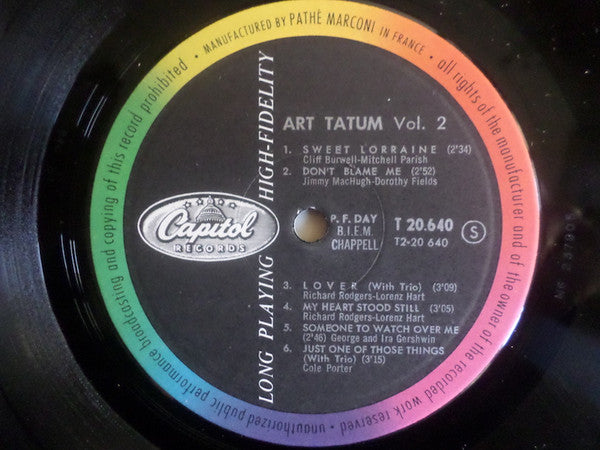 MANUFACTURED BY PATHÉ MARCONI IN FRANCE • all rights of the manufacturer and of the owner of the recorded work reserved • unauthorized public performance broadcasting and copying of this record prohibited •
LONG PLAYING HIGH-FIDELITY
ART TATUM Vol. 2
1. SWEET LORRAINE (2'34)
Cliff Burwell-Mitchell Parish
2. DON'T BLAME ME (2'52)
Jimmy MacHugh-Dorothy Fields
Capitol
RECORDS
P. F. DAY
B.I.E.M.
CHAPPELL
T 20.640
T2-20 640
S
3. LOVER (With Trio) (3'09)
Richard Rodgers-Lorenz Hart
4. MY HEART STOOD STILL (3'05)
Richard Rodgers-Lorenz Hart
5. SOMEONE TO WATCH OVER ME
(2'46) George and Ira Gershwin
6. JUST ONE OF THOSE THINGS
(With Trio) (3'15)
Cole Porter